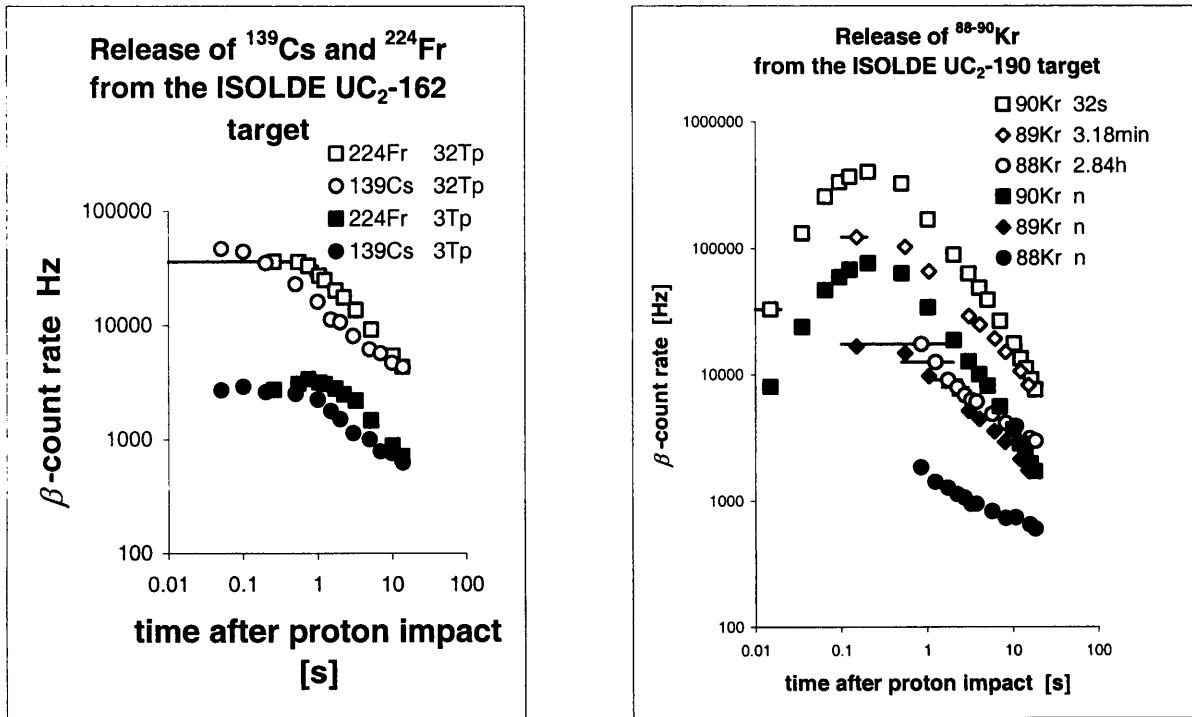 Release of ¹³⁹Cs and ²²⁴Fr
from the ISOLDE UC₂-162
target
224Fr 32Tp
139Cs 32Tp
224Fr 3Tp
139Cs 3Tp
100000
10000
1000
100
0.01 0.1 1 10 100
β-count rate Hz
time after proton impact
[s]
Release of ⁸⁸⁻⁹⁰Kr
from the ISOLDE UC₂-190 target
90Kr 32s
89Kr 3.18min
88Kr 2.84h
90Kr n
89Kr n
88Kr n
1000000
100000
10000
1000
100
0.01 0.1 1 10 100
β-count rate [Hz]
time after proton impact [s]